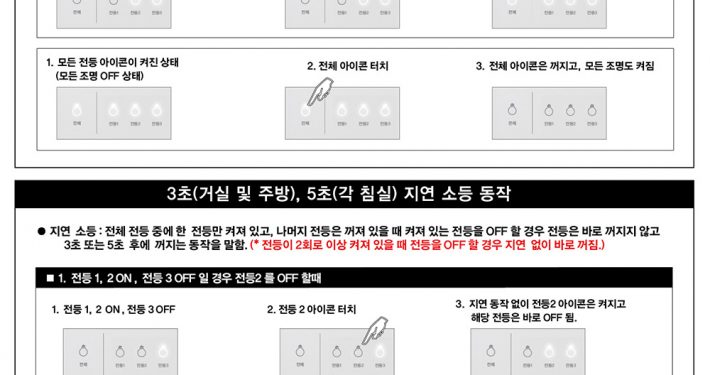 전체 전등1 전등2 전등3
전체 전등1 전등2 전등3
전체 전등1 전등2 전등3
1. 모든 전등 아이콘이 켜진 상태
(모든 조명 OFF 상태)
2. 전체 아이콘 터치
3. 전체 아이콘은 꺼지고, 모든 조명도 켜짐
전체 전등1 전등2 전등3
전체 전등1 전등2 전등3
전체 전등1 전등2 전등3
3초(거실 및 주방), 5초(각 침실) 지연 소등 동작
● 지연 소등 : 전체 전등 중에 한 전등만 켜져 있고, 나머지 전등은 꺼져 있을 때 켜져 있는 전등을 OFF 할 경우 전등은 바로 꺼지지 않고
3초 또는 5초 후에 꺼지는 동작을 말함. (* 전등이 2회로 이상 켜져 있을 때 전등을 OFF 할 경우 지연 없이 바로 꺼짐.)
■ 1. 전등 1, 2 ON , 전등 3 OFF 일 경우 전등2 를 OFF 할때
1. 전등 1, 2 ON , 전등 3 OFF
2. 전등 2 아이콘 터치
3. 지연 동작 없이 전등2 아이콘은 켜지고
해당 전등은 바로 OFF 됨.
전체 전등1 전등2 전등3
전체 전등1 전등2 전등3
전체 전등1 전등2 전등3